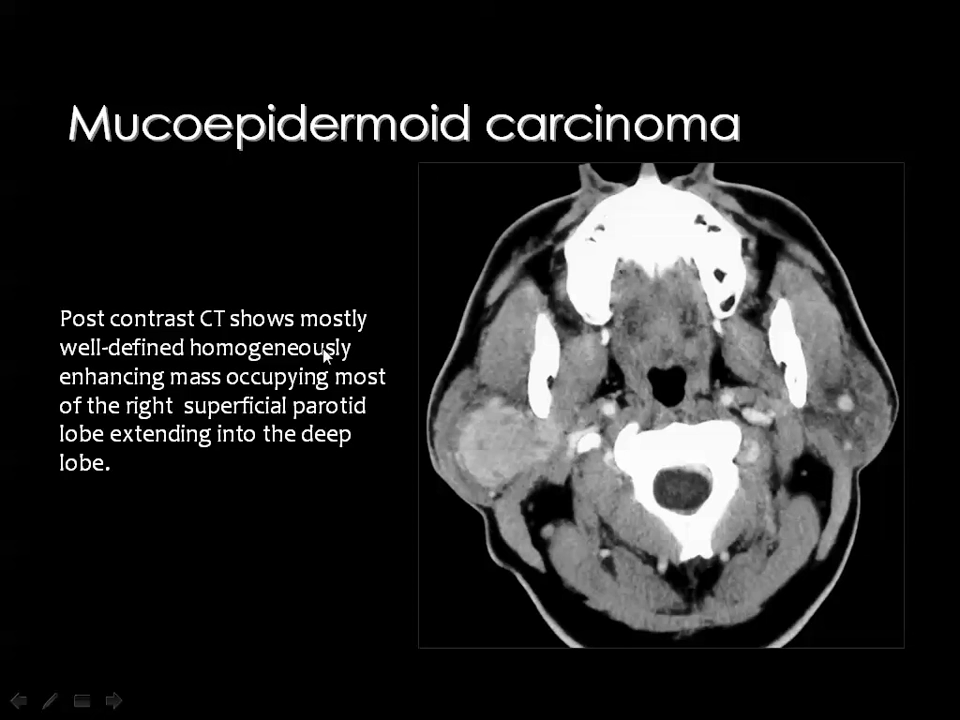 Mucoepidermoid carcinoma
Post contrast CT shows mostly
well-defined homogeneously
enhancing mass occupying most
of the right superficial parotid
lobe extending into the deep
lobe.